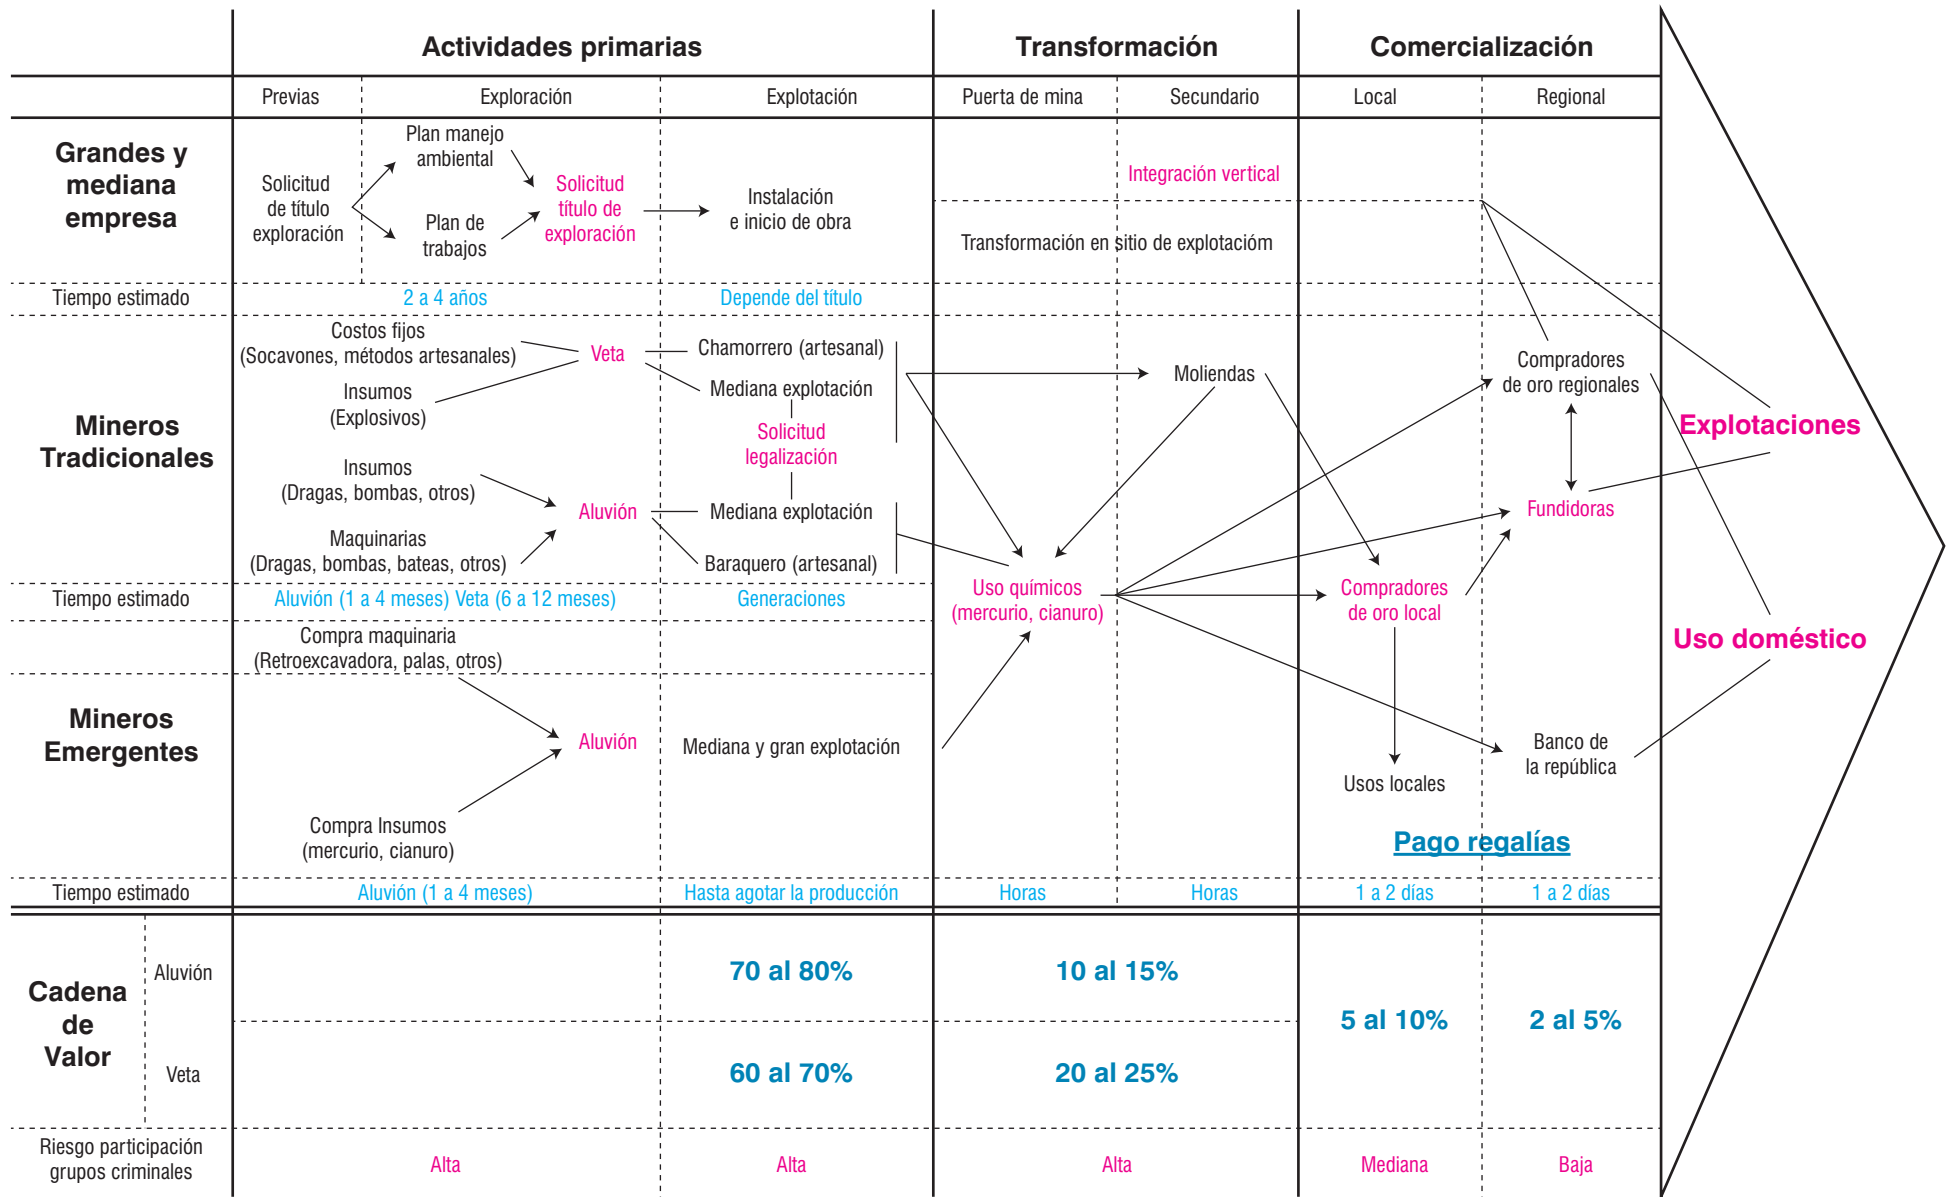 Actividades primarias
Transformación
Comercialización
Previas
Exploración
Explotación
Puerta de mina
Secundario
Local
Regional
Grandes y
mediana
empresa
Solicitud
de título
exploración
Plan manejo
ambiental
Plan de
trabajos
Solicitud
título de
exploración
Instalación
e inicio de obra
Integración vertical
Transformación en sitio de explotacióm
Tiempo estimado
2 a 4 años
Depende del título
Mineros
Tradicionales
Costos fijos
(Socavones, métodos artesanales)
Insumos
(Explosivos)
Veta
Chamorrero (artesanal)
Mediana explotación
Solicitud
legalización
Insumos
(Dragas, bombas, otros)
Maquinarias
(Dragas, bombas, bateas, otros)
Aluvión
Mediana explotación
Baraquero (artesanal)
Moliendas
Uso químicos
(mercurio, cianuro)
Compradores
de oro local
Compradores
de oro regionales
Fundidoras
Explotaciones
Uso doméstico
Tiempo estimado
Aluvión (1 a 4 meses) Veta (6 a 12 meses)
Generaciones
Mineros
Emergentes
Compra maquinaria
(Retroexcavadora, palas, otros)
Compra Insumos
(mercurio, cianuro)
Aluvión
Mediana y gran explotación
Usos locales
Banco de
la república
Pago regalías
Tiempo estimado
Aluvión (1 a 4 meses)
Hasta agotar la producción
Horas
Horas
1 a 2 días
1 a 2 días
Cadena
de
Valor
Aluvión
70 al 80%
10 al 15%
5 al 10%
2 al 5%
Veta
60 al 70%
20 al 25%
Riesgo participación
grupos criminales
Alta
Alta
Alta
Mediana
Baja